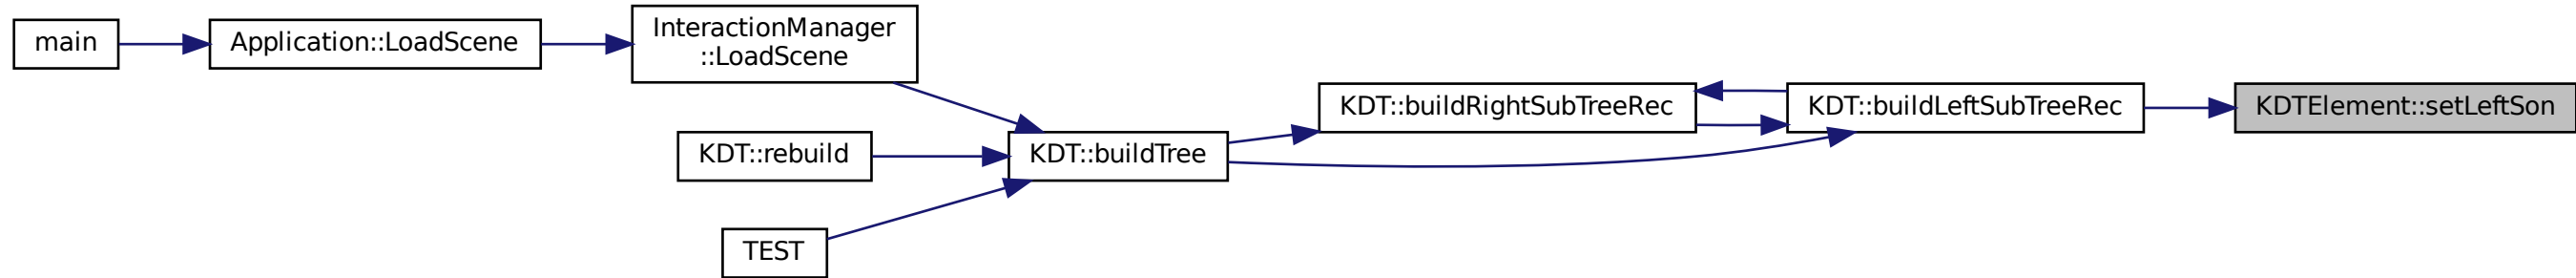 main
Application::LoadScene
InteractionManager
::LoadScene
KDT::rebuild
TEST
KDT::buildTree
KDT::buildRightSubTreeRec
KDT::buildLeftSubTreeRec
KDTElement::setLeftSon